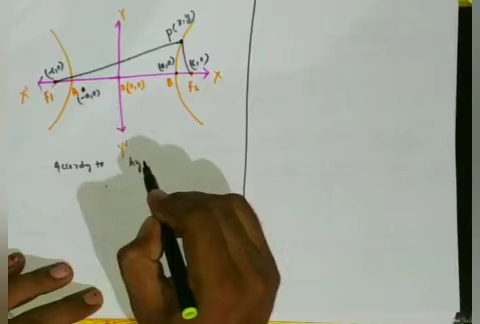 Y
P(x,y)
(-c,0)
(a,0)
(c,0)
X'
F1
A
(-a,0)
O(0,0)
B
F2
X
Y'
According to hy